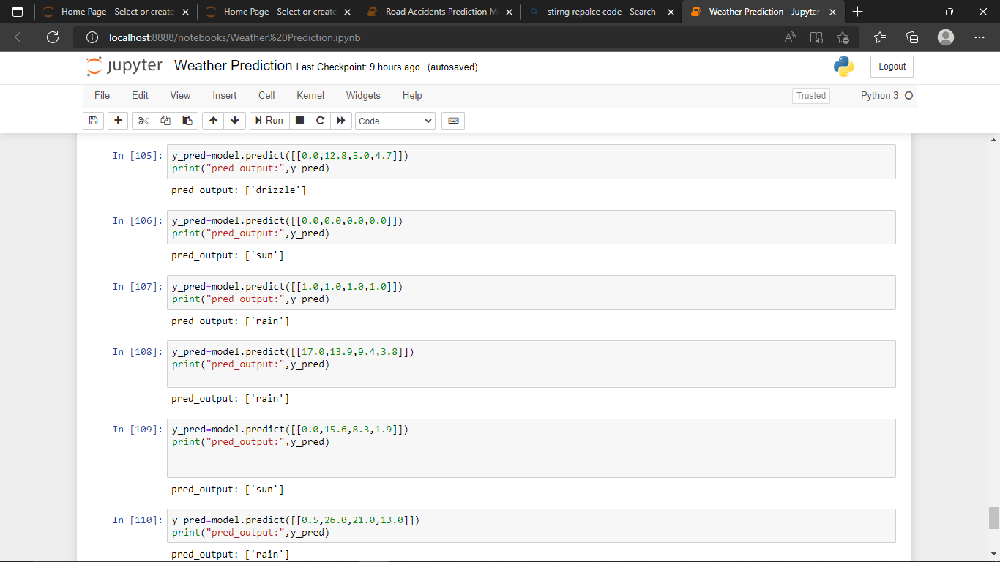 Home Page - Select or create
Home Page - Select or create
Road Accidents Prediction M
stirng repalce code - Search
Weather Prediction - Jupyter
localhost:8888/notebooks/Weather%20Prediction.ipynb
jupyter Weather Prediction Last Checkpoint: 9 hours ago (autosaved)
Logout
File Edit View Insert Cell Kernel Widgets Help
Trusted
Python 3
Run
Code
In [105]: y_pred=model.predict([[0.0,12.8,5.0,4.7]])
print("pred_output:",y_pred)
pred_output: ['drizzle']
In [106]: y_pred=model.predict([[0.0,0.0,0.0,0.0]])
print("pred_output:",y_pred)
pred_output: ['sun']
In [107]: y_pred=model.predict([[1.0,1.0,1.0,1.0]])
print("pred_output:",y_pred)
pred_output: ['rain']
In [108]: y_pred=model.predict([[17.0,13.9,9.4,3.8]])
print("pred_output:",y_pred)
pred_output: ['rain']
In [109]: y_pred=model.predict([[0.0,15.6,8.3,1.9]])
print("pred_output:",y_pred)
pred_output: ['sun']
In [110]: y_pred=model.predict([[0.5,26.0,21.0,13.0]])
print("pred_output:",y_pred)
pred_output: ['rain']